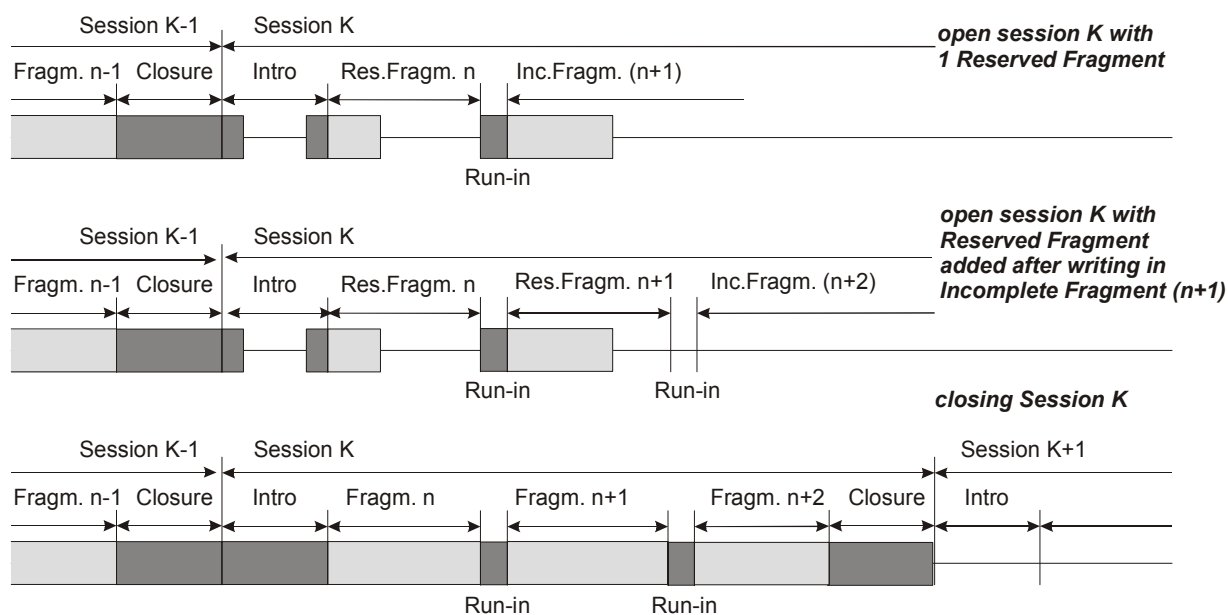 Session K-1 Session K
open session K with
1 Reserved Fragment
Fragm. n-1 Closure Intro Res.Fragm. n Inc.Fragm. (n+1)
Run-in
open session K with
Reserved Fragment
added after writing in
Incomplete Fragment (n+1)
Session K-1 Session K
Fragm. n-1 Closure Intro Res.Fragm. n Res.Fragm. n+1 Inc.Fragm. (n+2)
Run-in Run-in
closing Session K
Session K-1 Session K Session K+1
Fragm. n-1 Closure Intro Fragm. n Fragm. n+1 Fragm. n+2 Closure Intro
Run-in Run-in